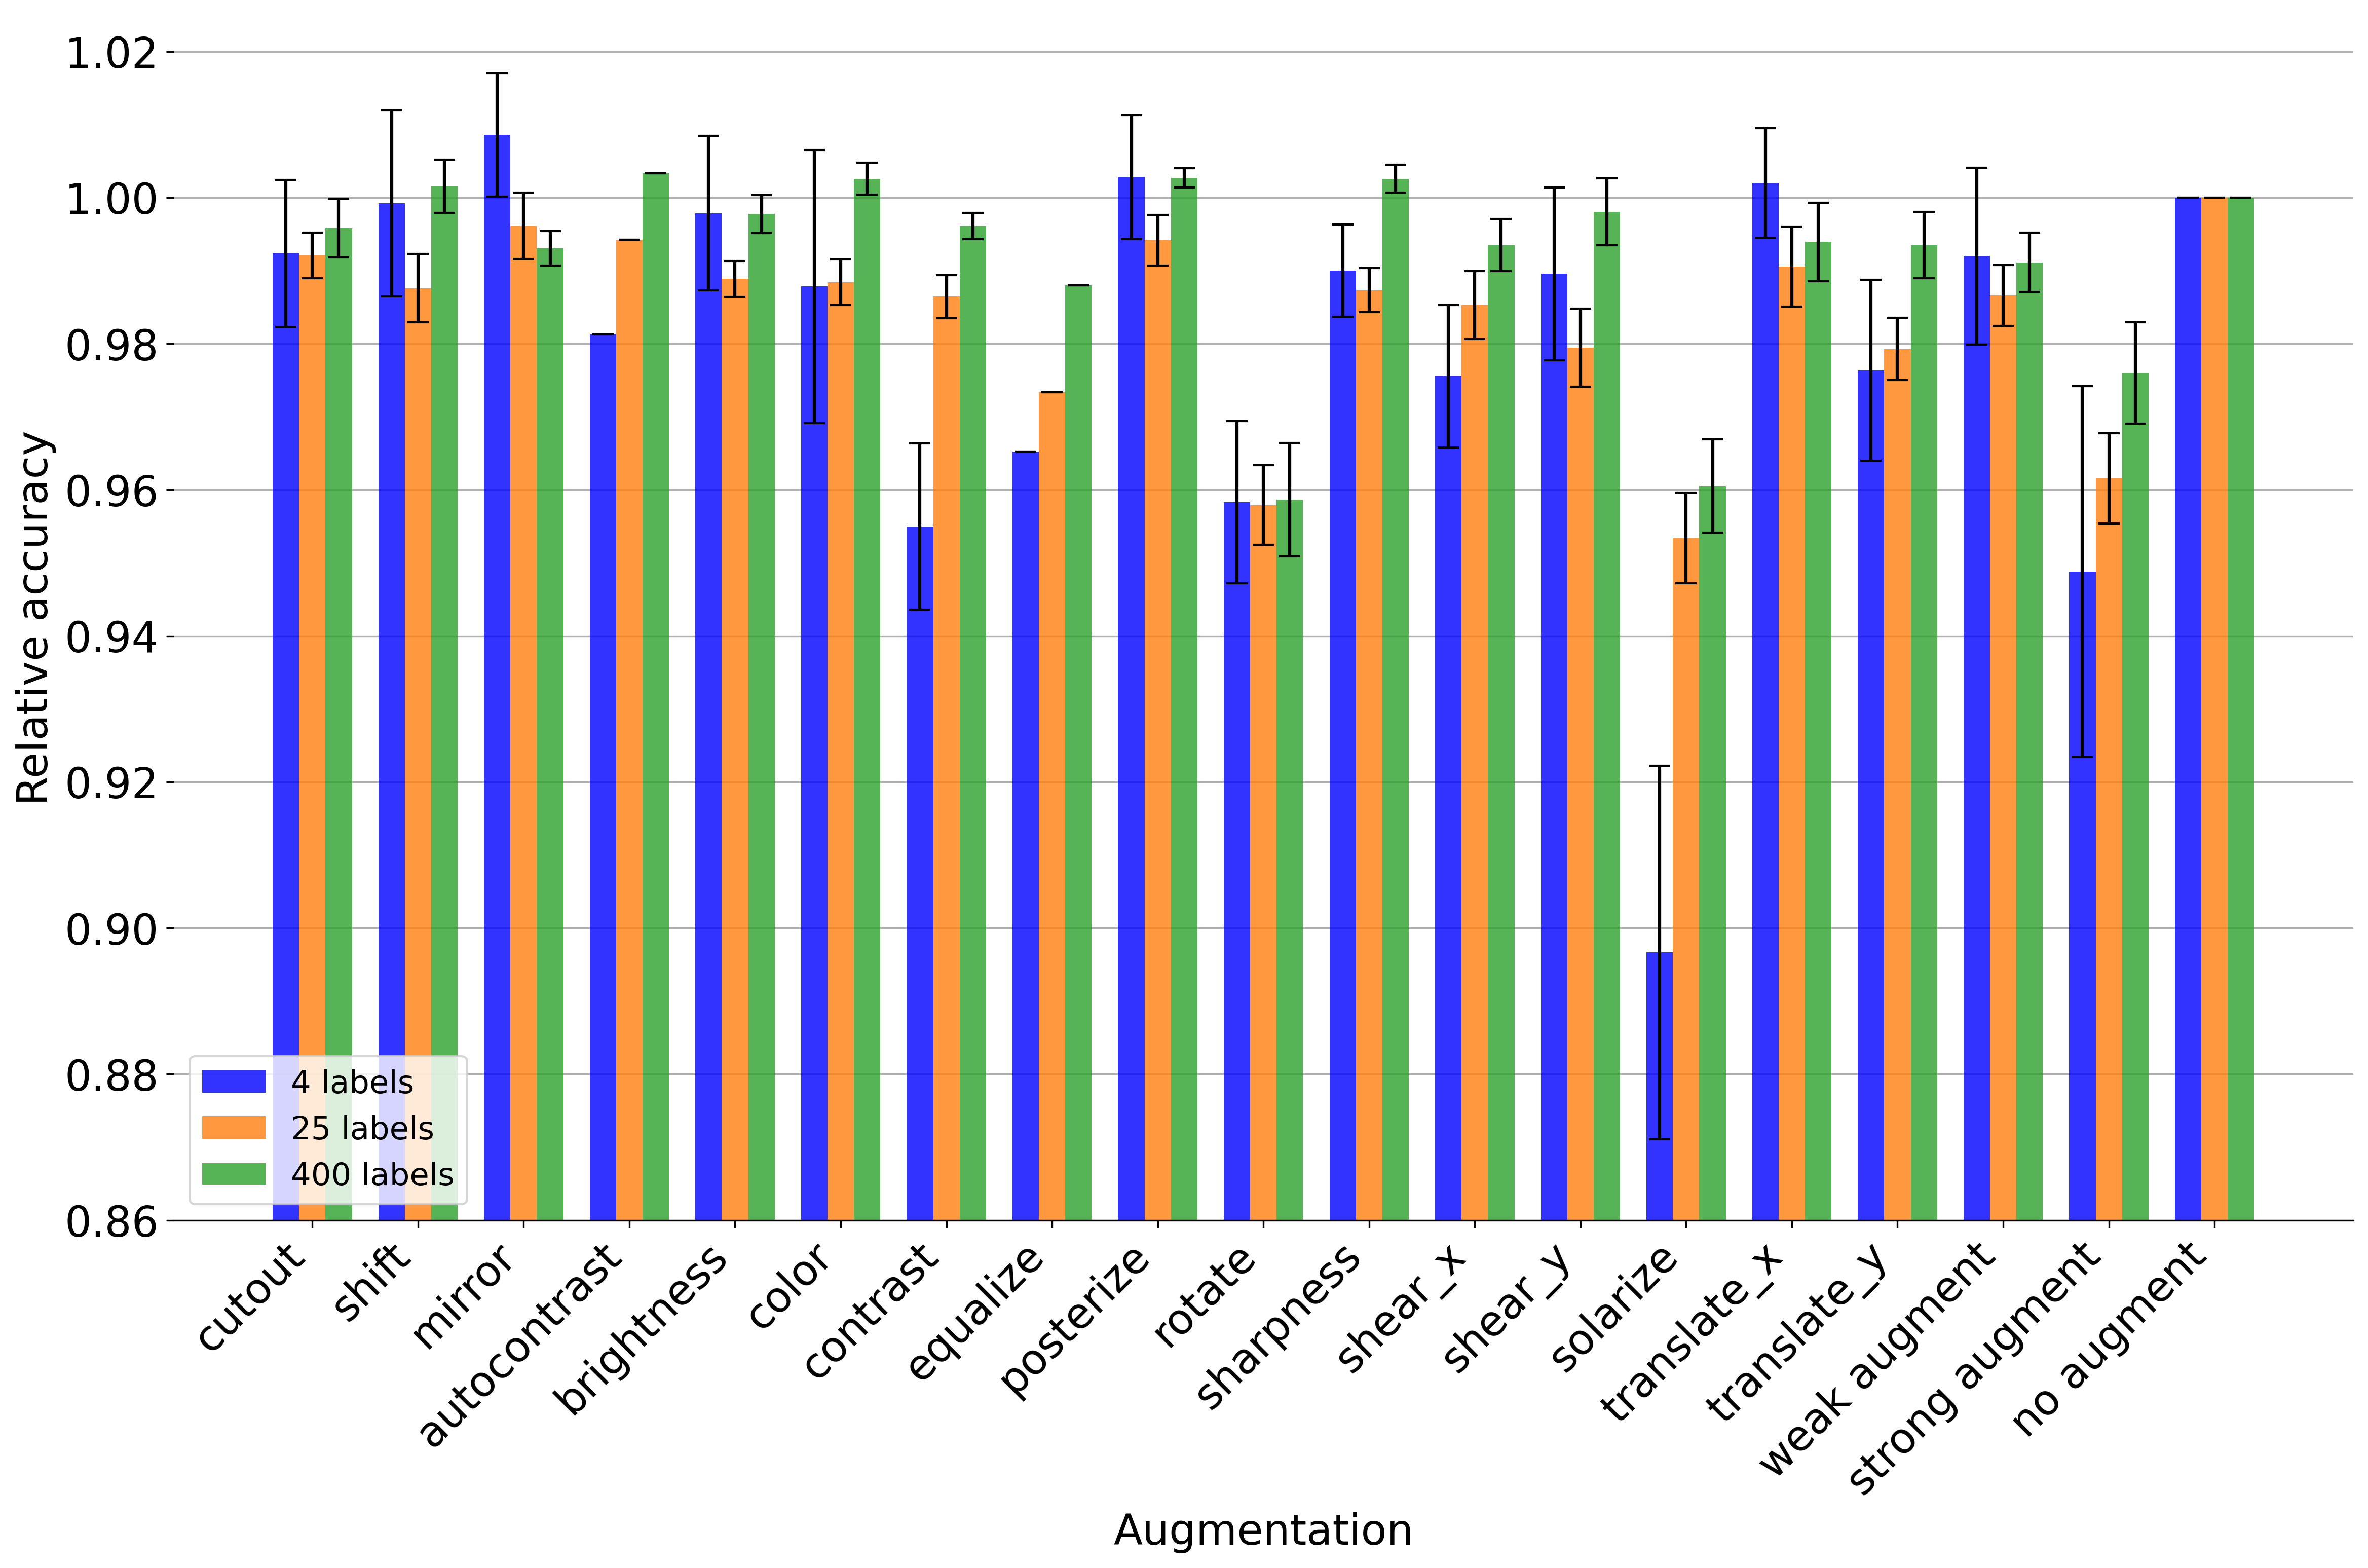 1.02
1.00
0.98
0.96
0.94
0.92
0.90
0.88
0.86
Relative accuracy
4 labels
25 labels
400 labels
cutout
shift
mirror
autocontrast
brightness
color
contrast
equalize
posterize
rotate
sharpness
shear_x
shear_y
solarize
translate_x
translate_y
weak augment
strong augment
no augment
Augmentation